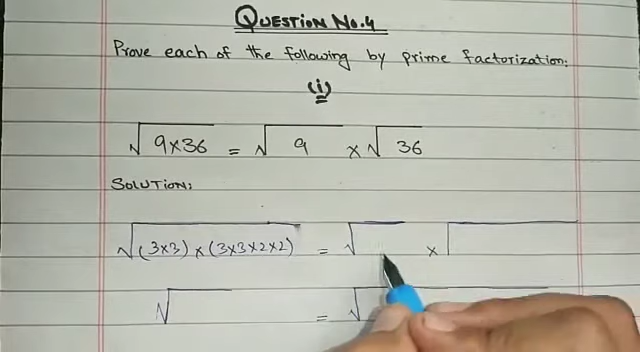 QUESTION NO.4
Prove each of the following by prime factorization:
(i)
√9×36 = √9 × √36
SOLUTION:
√(3×3)×(3×3×2×2) = √ × √
√ = √